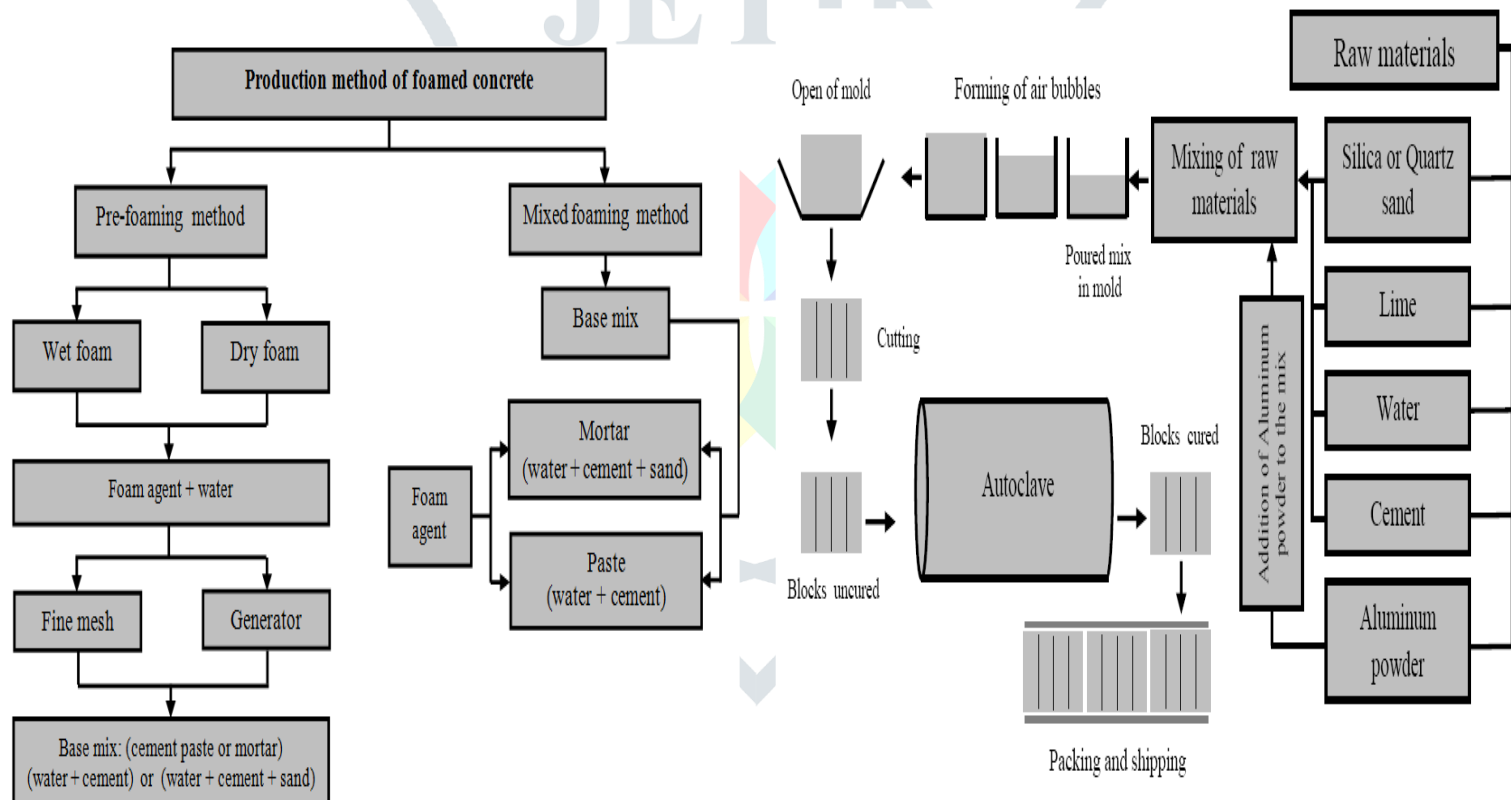 JET
Production method of foamed concrete
Pre-foaming method
Mixed foaming method
Wet foam
Dry foam
Base mix
Foam agent + water
Mortar
(water + cement + sand)
Foam
agent
Paste
(water + cement)
Fine mesh
Generator
Base mix: (cement paste or mortar)
(water + cement) or (water + cement + sand)
Raw materials
Open of mold
Forming of air bubbles
Mixing of raw
materials
Silica or Quartz
sand
Poured mix
in mold
Lime
Cutting
Water
Addition of Aluminum
powder to the mix
Autoclave
Blocks cured
Cement
Blocks uncured
Aluminum
powder
Packing and shipping